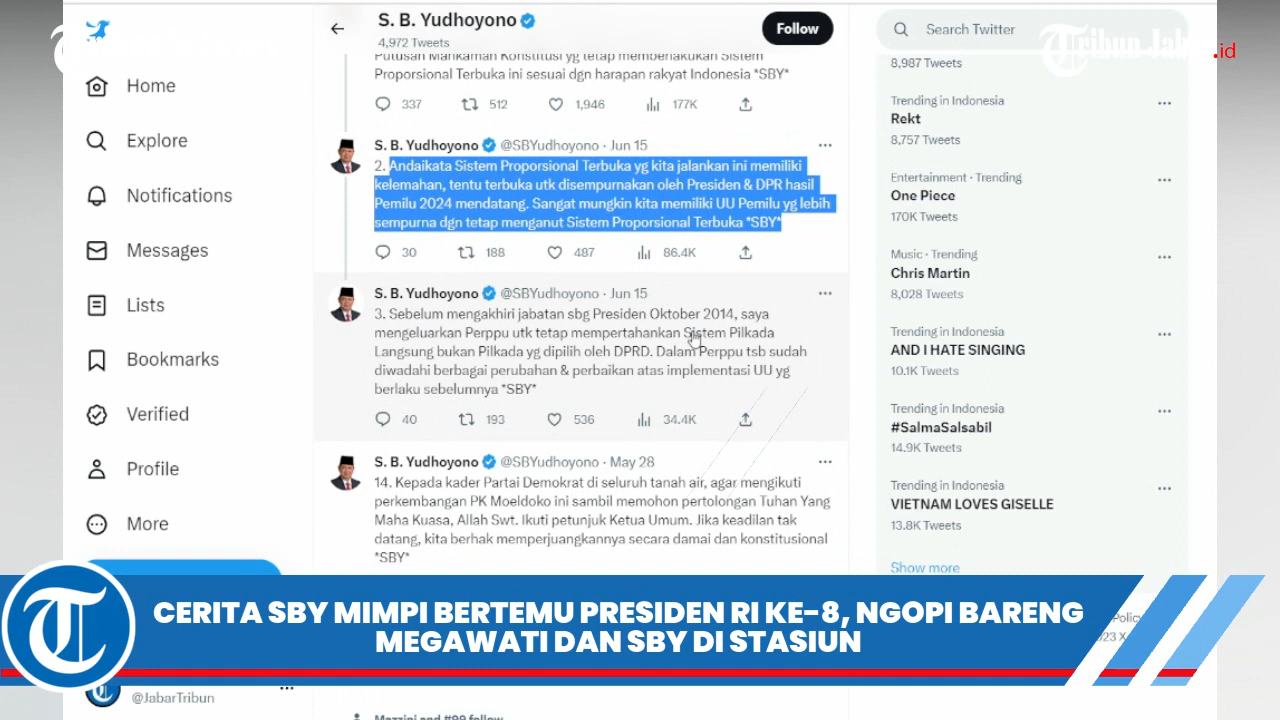 S. B. Yudhoyono
4,972 Tweets
Follow
Search Twitter
Tribun Jabar.id
Home
Explore
Notifications
Messages
Lists
Bookmarks
Verified
Profile
More
@JabarTribun
Putusan Mahkamah Konstitusi yg tetap memberlakukan Sistem
Proporsional Terbuka ini sesuai dgn harapan rakyat Indonesia *SBY*
337 512 1,946 177K
S. B. Yudhoyono @SBYudhoyono · Jun 15
2. Andaikata Sistem Proporsional Terbuka yg kita jalankan ini memiliki
kelemahan, tentu terbuka utk disempurnakan oleh Presiden & DPR hasil
Pemilu 2024 mendatang. Sangat mungkin kita memiliki UU Pemilu yg lebih
sempurna dgn tetap menganut Sistem Proporsional Terbuka *SBY*
30 188 487 86.4K
S. B. Yudhoyono @SBYudhoyono · Jun 15
3. Sebelum mengakhiri jabatan sbg Presiden Oktober 2014, saya
mengeluarkan Perppu utk tetap mempertahankan Sistem Pilkada
Langsung bukan Pilkada yg dipilih oleh DPRD. Dalam Perppu tsb sudah
diwadahi berbagai perubahan & perbaikan atas implementasi UU yg
berlaku sebelumnya *SBY*
40 193 536 34.4K
S. B. Yudhoyono @SBYudhoyono · May 28
14. Kepada kader Partai Demokrat di seluruh tanah air, agar mengikuti
perkembangan PK Moeldoko ini sambil memohon pertolongan Tuhan Yang
Maha Kuasa, Allah Swt. Ikuti petunjuk Ketua Umum. Jika keadilan tak
datang, kita berhak memperjuangkannya secara damai dan konstitusional
*SBY*
Mazzini and #99 follow
8,987 Tweets
Trending in Indonesia
Rekt
8,757 Tweets
Entertainment · Trending
One Piece
170K Tweets
Music · Trending
Chris Martin
8,028 Tweets
Trending in Indonesia
AND I HATE SINGING
10.1K Tweets
Trending in Indonesia
#SalmaSalsabil
14.9K Tweets
Trending in Indonesia
VIETNAM LOVES GISELLE
13.8K Tweets
Show more
Policy
023 X
CERITA SBY MIMPI BERTEMU PRESIDEN RI KE-8, NGOPI BARENG
MEGAWATI DAN SBY DI STASIUN